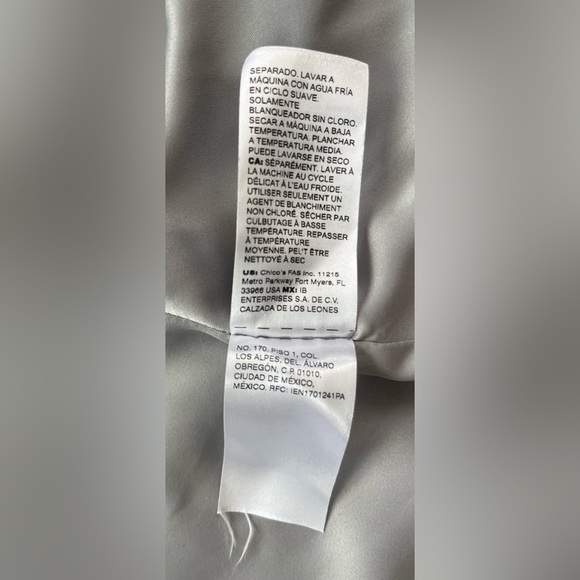 SEPARADO. LAVAR A
MÁQUINA CON AGUA FRÍA
EN CICLO SUAVE.
SOLAMENTE
BLANQUEADOR SIN CLORO.
SECAR A MÁQUINA A BAJA
TEMPERATURA. PLANCHAR
A TEMPERATURA MEDIA.
PUEDE LAVARSE EN SECO
CA: SÉPARÉMENT. LAVER À
LA MACHINE AU CYCLE
DÉLICAT À L'EAU FROIDE.
UTILISER SEULEMENT UN
AGENT DE BLANCHIMENT
NON CHLORÉ. SÉCHER PAR
CULBUTAGE À BASSE
TEMPÉRATURE. REPASSER
À TEMPÉRATURE
MOYENNE. PEUT ÊTRE
NETTOYÉ À SEC
US: Chico's FAS Inc. 11215
Metro Parkway Fort Myers, FL
33966 USA MX: IB
ENTERPRISES S.A. DE C.V.
CALZADA DE LOS LEONES
NO. 170, PISO 1, COL.
LOS ALPES, DEL. ÁLVARO
OBREGÓN, C.P. 01010,
CIUDAD DE MÉXICO,
MÉXICO. RFC: IEN1701241PA